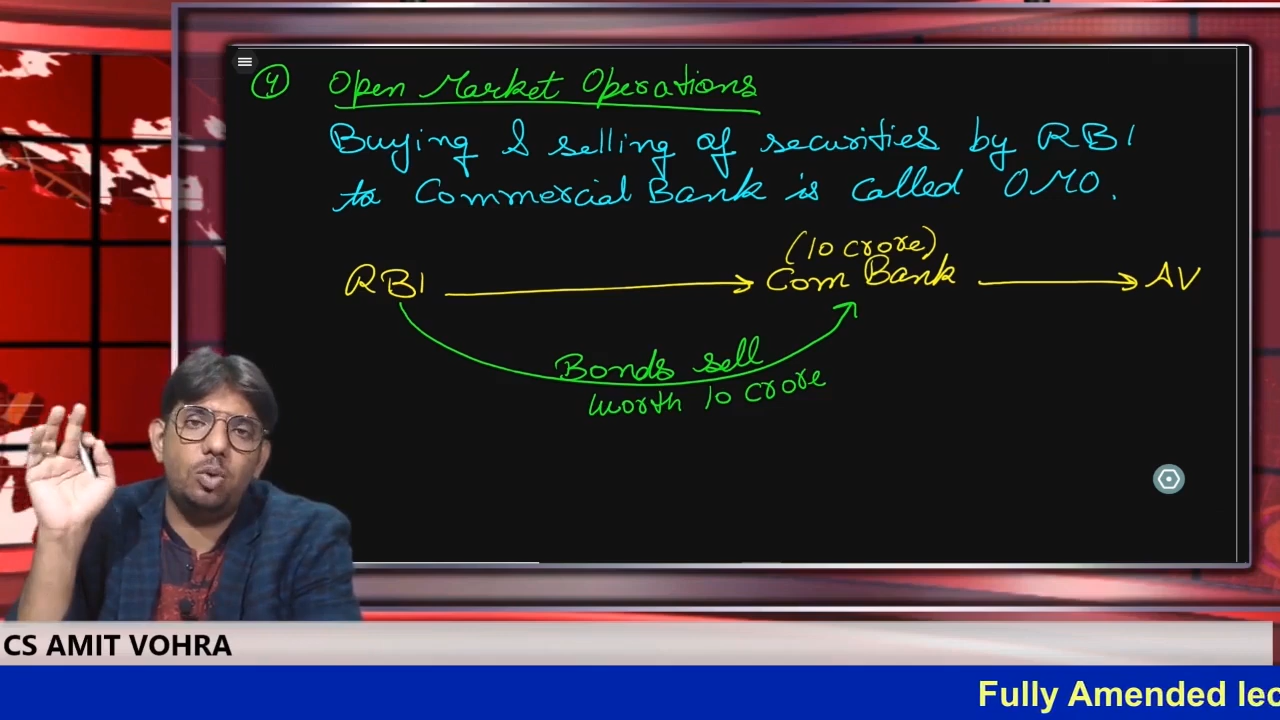 4 Open Market Operations
Buying & selling of securities by RBI
to Commercial Bank is called OMO.
(10 crore)
RBI → Com Bank → AV
Bonds sell
worth 10 crore
CS AMIT VOHRA
Fully Amended lec